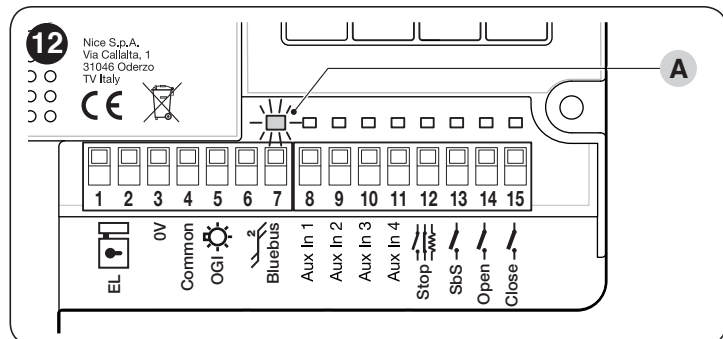 12
Nice S.p.A.
Via Callalta, 1
31046 Oderzo
TV Italy
CE
A
1 2 3 4 5 6 7 8 9 10 11 12 13 14 15
EL
0V
Common
OGI
2
Bluebus
Aux In 1
Aux In 2
Aux In 3
Aux In 4
Stop
SbS
Open
Close